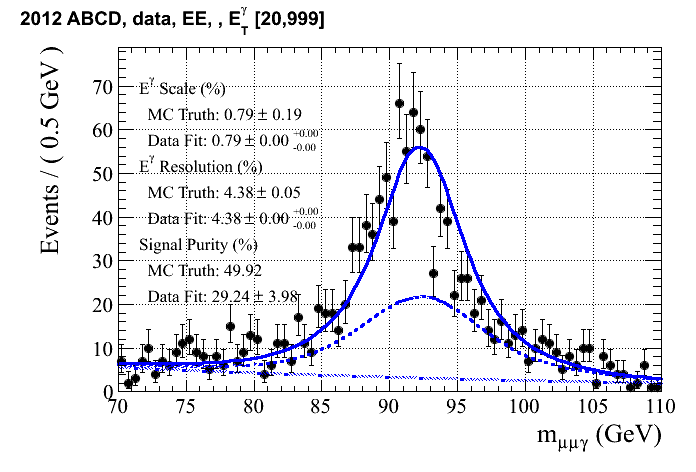 2012 ABCD, data, EE, , E_T^γ [20,999]
Events / ( 0.5 GeV )
70
60
50
40
30
20
10
0
E^γ Scale (%)
MC Truth: 0.79 ± 0.19
Data Fit: 0.79 ± 0.00 +0.00 -0.00
E^γ Resolution (%)
MC Truth: 4.38 ± 0.05
Data Fit: 4.38 ± 0.00 +0.00 -0.00
Signal Purity (%)
MC Truth: 49.92
Data Fit: 29.24 ± 3.98
70 75 80 85 90 95 100 105 110
m_μμγ (GeV)